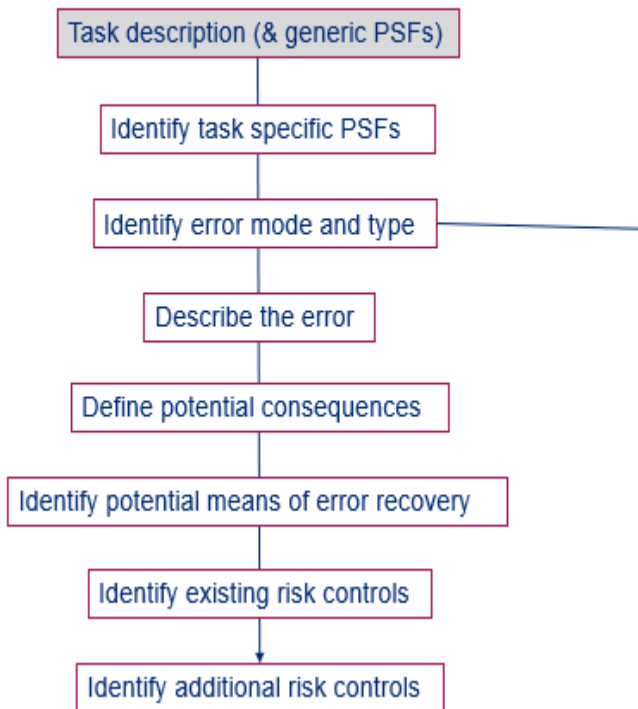 Task description (& generic PSFs)
Identify task specific PSFs
Identify error mode and type
Describe the error
Define potential consequences
Identify potential means of error recovery
Identify existing risk controls
Identify additional risk controls